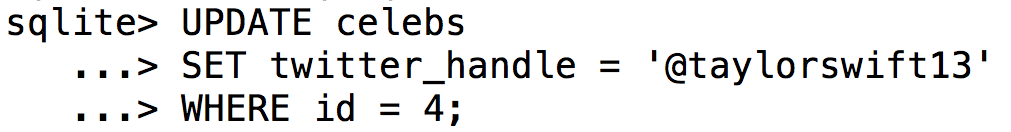 sqlite> UPDATE celebs
   ...> SET twitter_handle = '@taylorswift13'
   ...> WHERE id = 4;